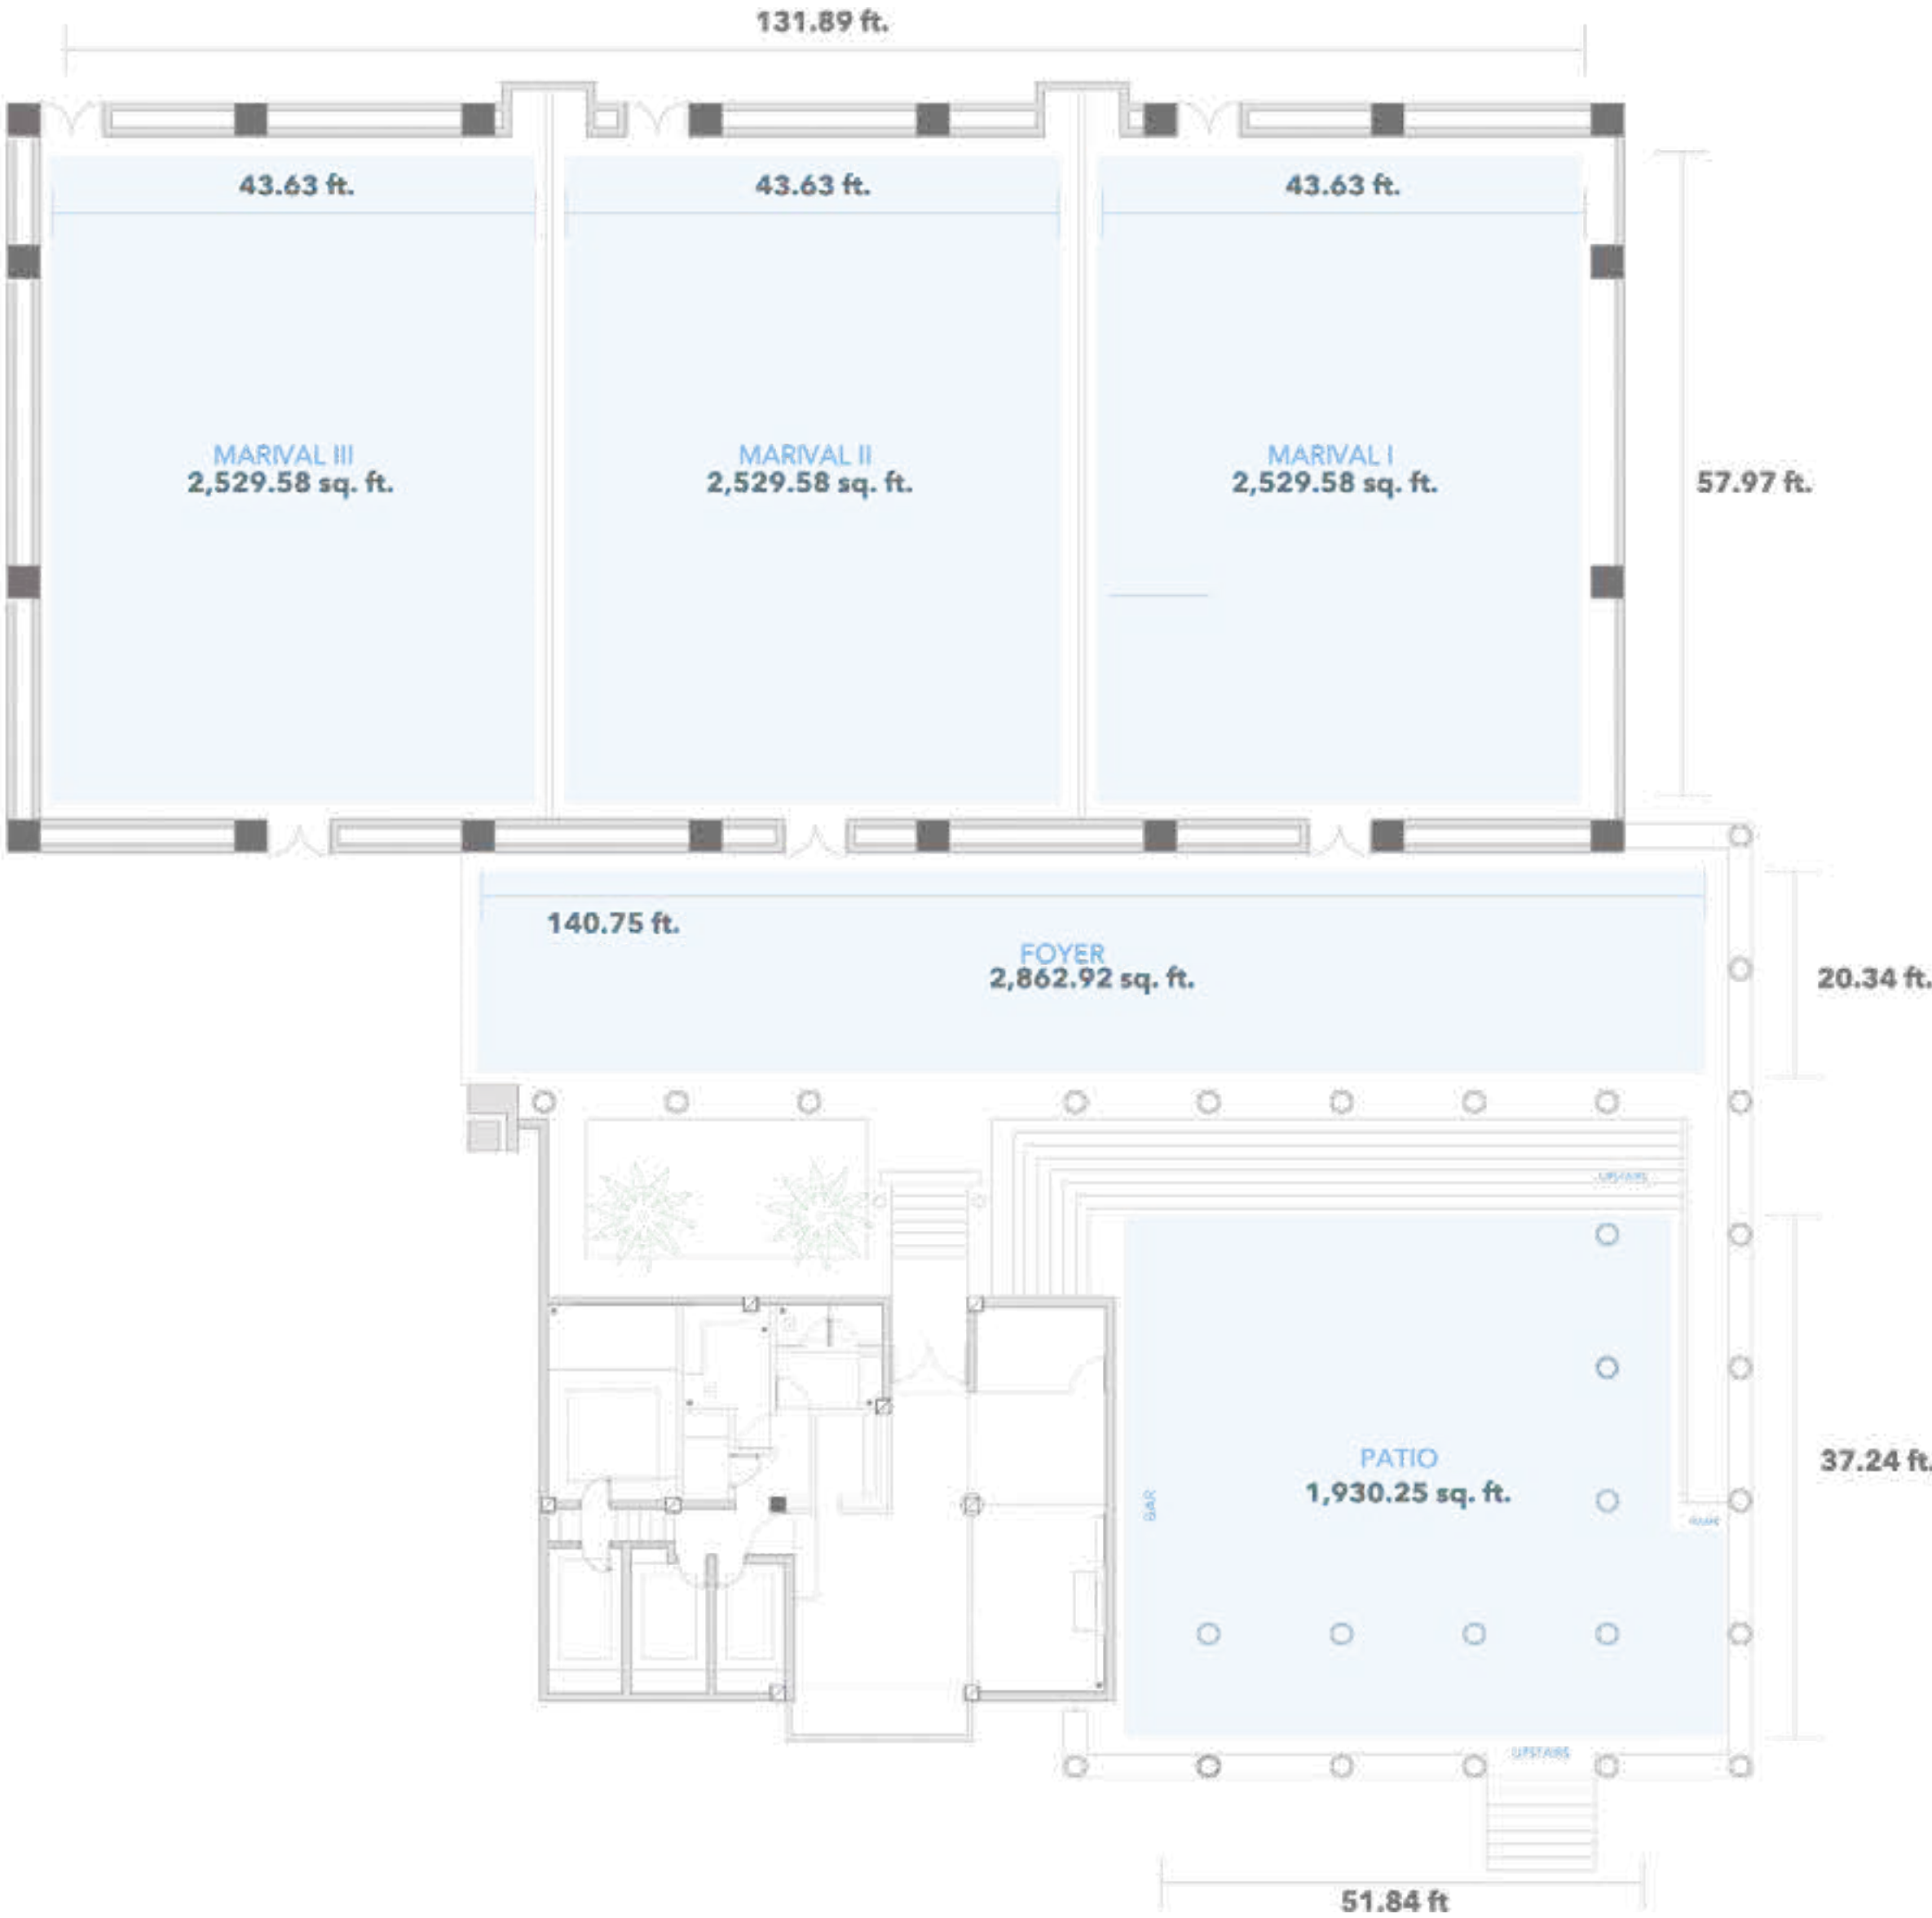 131.89 ft.
43.63 ft.
43.63 ft.
43.63 ft.
MARIVAL III
2,529.58 sq. ft.
MARIVAL II
2,529.58 sq. ft.
MARIVAL I
2,529.58 sq. ft.
57.97 ft.
140.75 ft.
FOYER
2,862.92 sq. ft.
20.34 ft.
UPSTAIRS
PATIO
1,930.25 sq. ft.
37.24 ft.
BAR
UPSTAIRS
51.84 ft